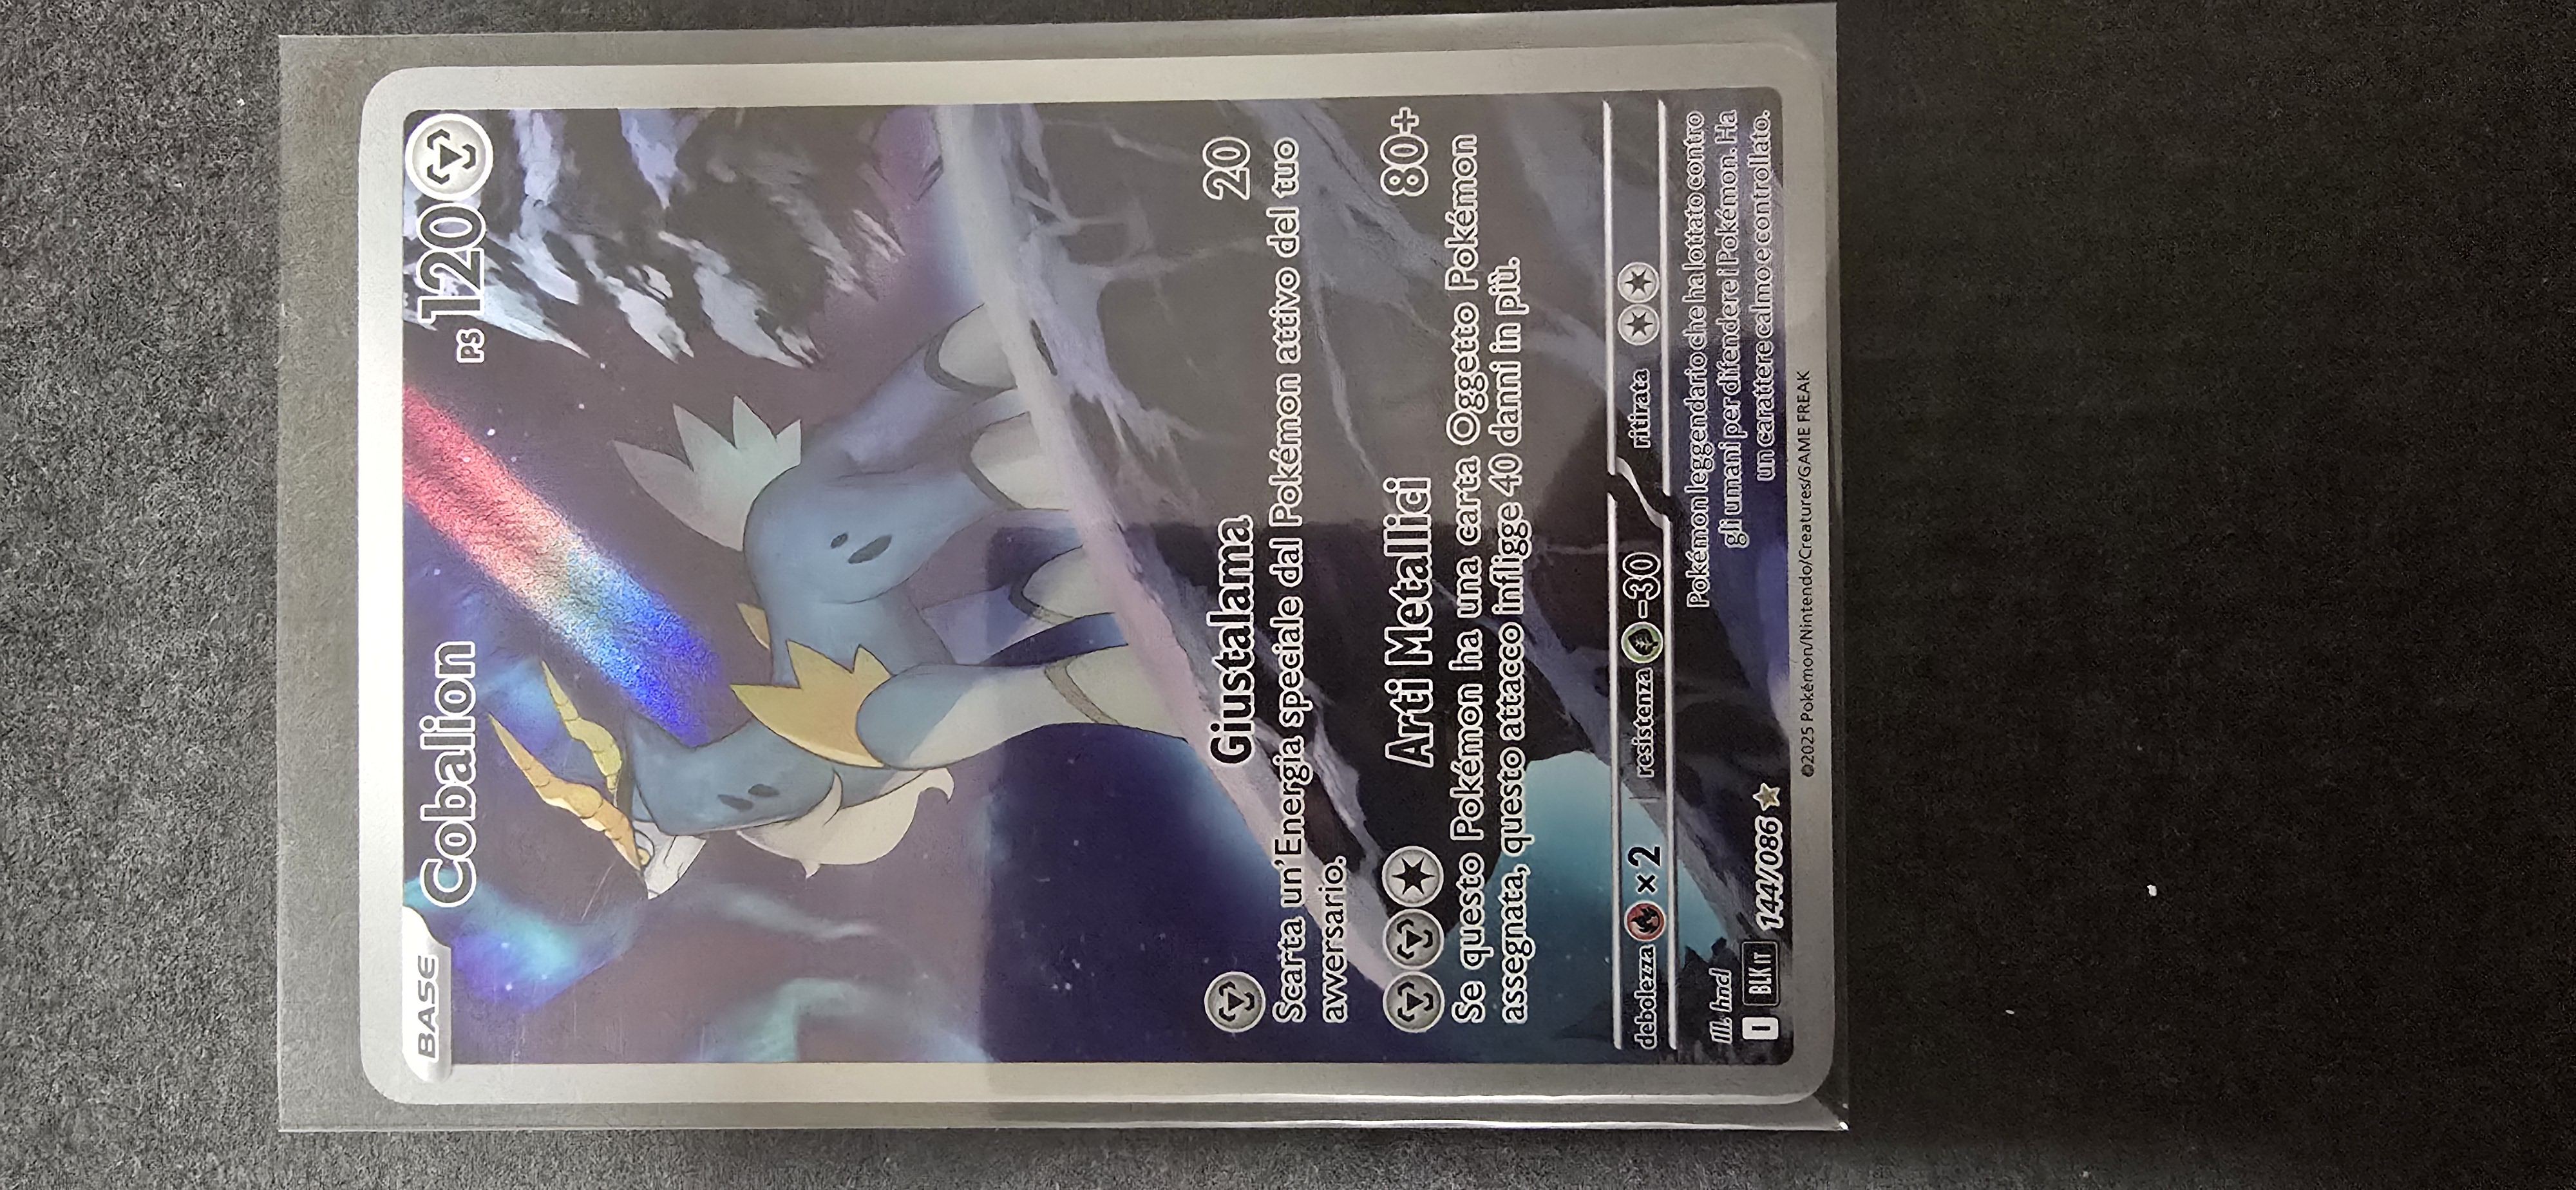 BASE
Cobalion
PS 120
Giustalama 20
Scarta un'Energia speciale dal Pokémon attivo del tuo
avversario.
Arti Metallici 80+
Se questo Pokémon ha una carta Oggetto Pokémon
assegnata, questo attacco infligge 40 danni in più.
debolezza ×2 resistenza -30 ritirata
Ill. hncl
Pokémon leggendario che ha lottato contro
gli umani per difendere i Pokémon. Ha
un carattere calmo e controllato.
I BLK IT 144/086
©2025 Pokémon/Nintendo/Creatures/GAME FREAK